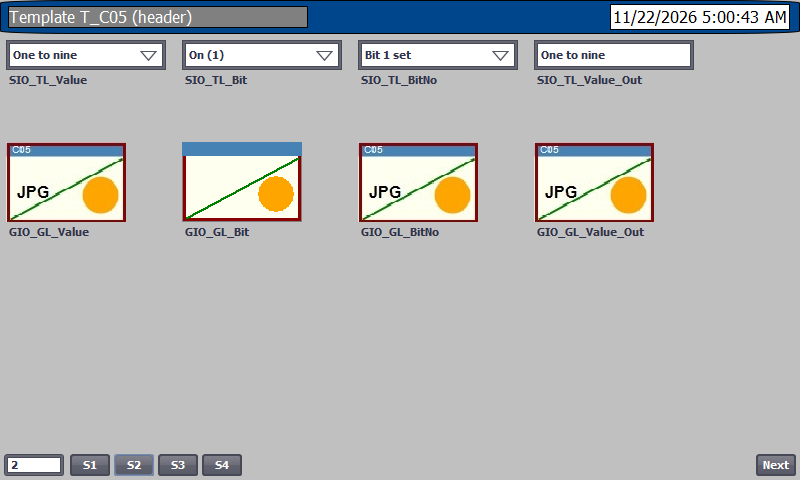 Template T_C05 (header)
11/22/2026 5:00:43 AM
One to nine
On (1)
Bit 1 set
One to nine
SIO_TL_Value
SIO_TL_Bit
SIO_TL_BitNo
SIO_TL_Value_Out
C05
C05
C05
JPG
JPG
JPG
GIO_GL_Value
GIO_GL_Bit
GIO_GL_BitNo
GIO_GL_Value_Out
2
S1
S2
S3
S4
Next